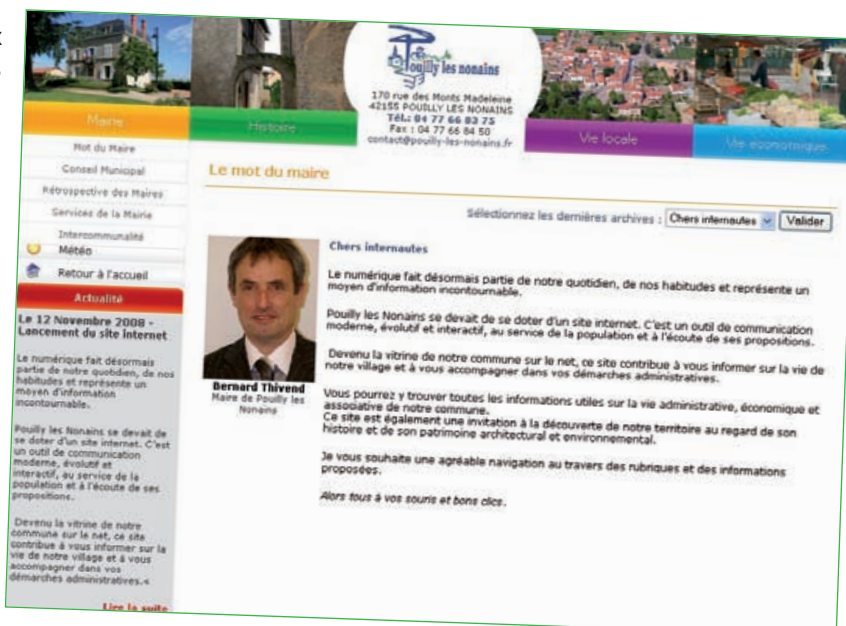 Pouilly les nonains
170 rue des Monts Madeleine
42155 POUILLY LES NONAINS
Tél.: 04 77 66 83 75
Fax : 04 77 66 84 50
contact@pouilly-les-nonains.fr
Mairie
Histoire
Vie locale
Vie économique
Mot du Maire
Conseil Municipal
Rétrospective des Maires
Services de la Mairie
Intercommunalité
Météo
Retour à l'accueil
Actualité
Le 12 Novembre 2008 -
Lancement du site internet
Le numérique fait désormais
partie de notre quotidien, de nos
habitudes et représente un
moyen d'information
incontournable.
Pouilly les Nonains se devait de
se doter d'un site internet. C'est
un outil de communication
moderne, évolutif et
interactif, au service de la
population et à l'écoute de ses
propositions.
Devenu la vitrine de notre
commune sur le net, ce site
contribue à vous informer sur la
vie de notre village et à vous
accompagner dans vos
démarches administratives.«
Lire la suite
Le mot du maire
Sélectionnez les dernières archives : Chers internautes Valider
Bernard Thivend
Maire de Pouilly les
Nonains
Chers internautes
Le numérique fait désormais partie de notre quotidien, de nos habitudes et représente un
moyen d'information incontournable.
Pouilly les Nonains se devait de se doter d'un site internet. C'est un outil de communication
moderne, évolutif et interactif, au service de la population et à l'écoute de ses propositions.
Devenu la vitrine de notre commune sur le net, ce site contribue à vous informer sur la vie de
notre village et à vous accompagner dans vos démarches administratives.
Vous pourrez y trouver toutes les informations utiles sur la vie administrative, économique et
associative de notre commune.
Ce site est également une invitation à la découverte de notre territoire au regard de son
histoire et de son patrimoine architectural et environnemental.
Je vous souhaite une agréable navigation au travers des rubriques et des informations
proposées.
Alors tous à vos souris et bons clics.